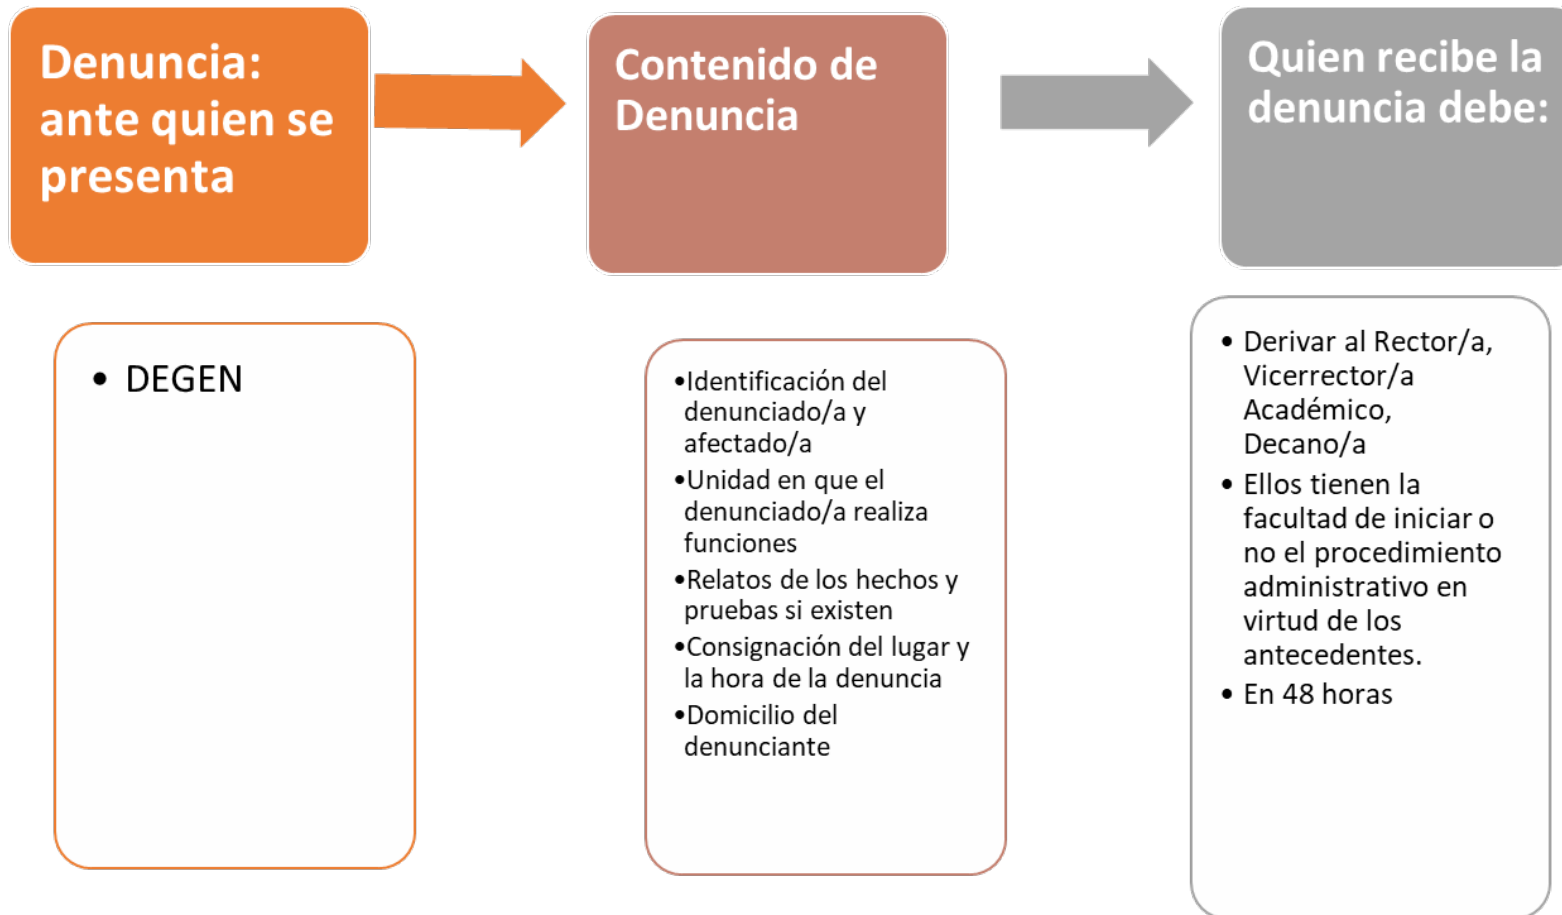 Denuncia:
ante quien se
presenta
Contenido de
Denuncia
Quien recibe la
denuncia debe:
• DEGEN
•Identificación del
denunciado/a y
afectado/a
•Unidad en que el
denunciado/a realiza
funciones
•Relatos de los hechos y
pruebas si existen
•Consignación del lugar y
la hora de la denuncia
•Domicilio del
denunciante
• Derivar al Rector/a,
Vicerrector/a
Académico,
Decano/a
• Ellos tienen la
facultad de iniciar o
no el procedimiento
administrativo en
virtud de los
antecedentes.
• En 48 horas